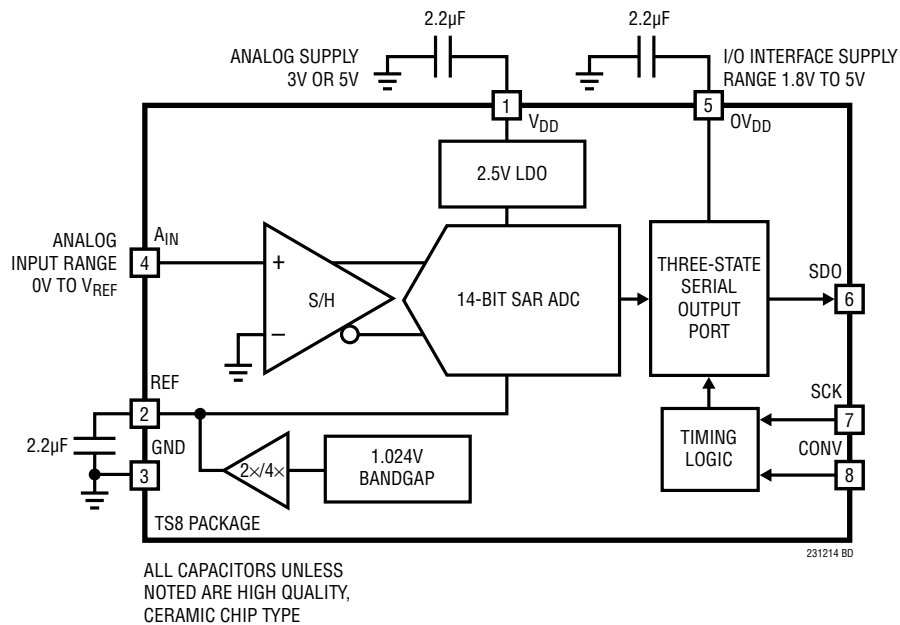 2.2µF
2.2µF
ANALOG SUPPLY
3V OR 5V
I/O INTERFACE SUPPLY
RANGE 1.8V TO 5V
1
VDD
5
OVDD
2.5V LDO
ANALOG
INPUT RANGE
0V TO VREF
AIN
4
+
S/H
–
14-BIT SAR ADC
THREE-STATE
SERIAL
OUTPUT
PORT
SDO
6
REF
2
2.2µF
GND
3
2×/4×
1.024V
BANDGAP
TIMING
LOGIC
SCK
7
CONV
8
TS8 PACKAGE
231214 BD
ALL CAPACITORS UNLESS
NOTED ARE HIGH QUALITY,
CERAMIC CHIP TYPE